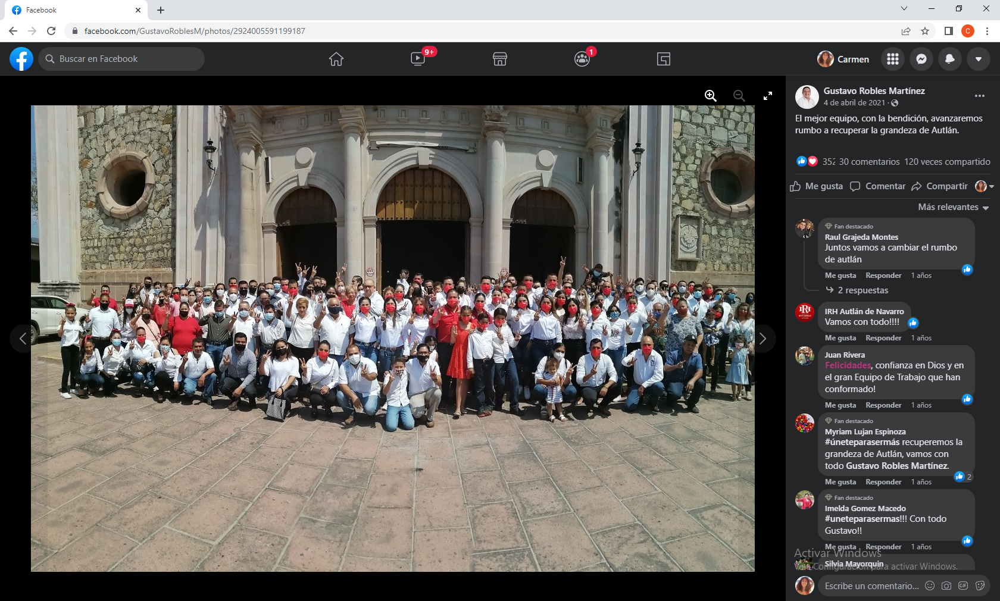 Facebook
facebook.com/GustavoRoblesM/photos/2924005591199187
C
Buscar en Facebook
9+
1
Carmen
Gustavo Robles Martínez
4 de abril de 2021 ·
El mejor equipo, con la bendición, avanzaremos
rumbo a recuperar la grandeza de Autlán.
352 30 comentarios 120 veces compartido
Me gusta Comentar Compartir
Más relevantes
Fan destacado
Raul Grajeda Montes
Juntos vamos a cambiar el rumbo
de autlán
Me gusta Responder 1 años
2 respuestas
IRH
IRH Autlán de Navarro
Vamos con todo!!!!
Me gusta Responder 1 años
Juan Rivera
Felicidades, confianza en Dios y en
el gran Equipo de Trabajo que han
conformado!
Me gusta Responder 1 años
Fan destacado
Myriam Lujan Espinoza
#úneteparasermás recuperemos la
grandeza de Autlán, vamos con
todo Gustavo Robles Martínez.
2
Me gusta Responder 1 años
Fan destacado
Imelda Gomez Macedo
#uneteparasermas!!! Con todo
Gustavo!!
Me gusta Responder 1 años
Activar Windows
Silvia Mayorquin
Ve a Configuración para activar Windows.
Escribe un comentario...
GIF